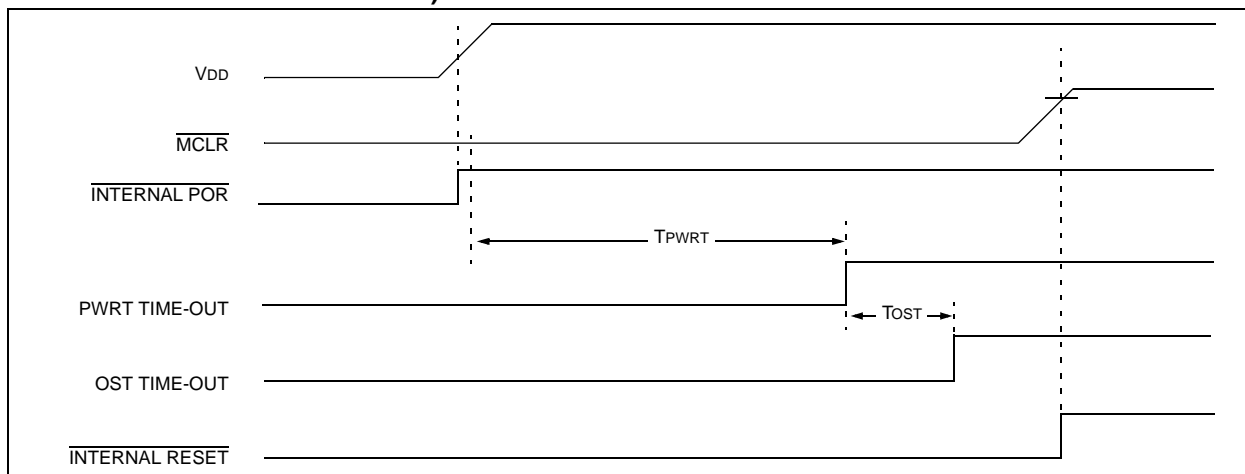 VDD
MCLR
INTERNAL POR
TPWRT
PWRT TIME-OUT
TOST
OST TIME-OUT
INTERNAL RESET